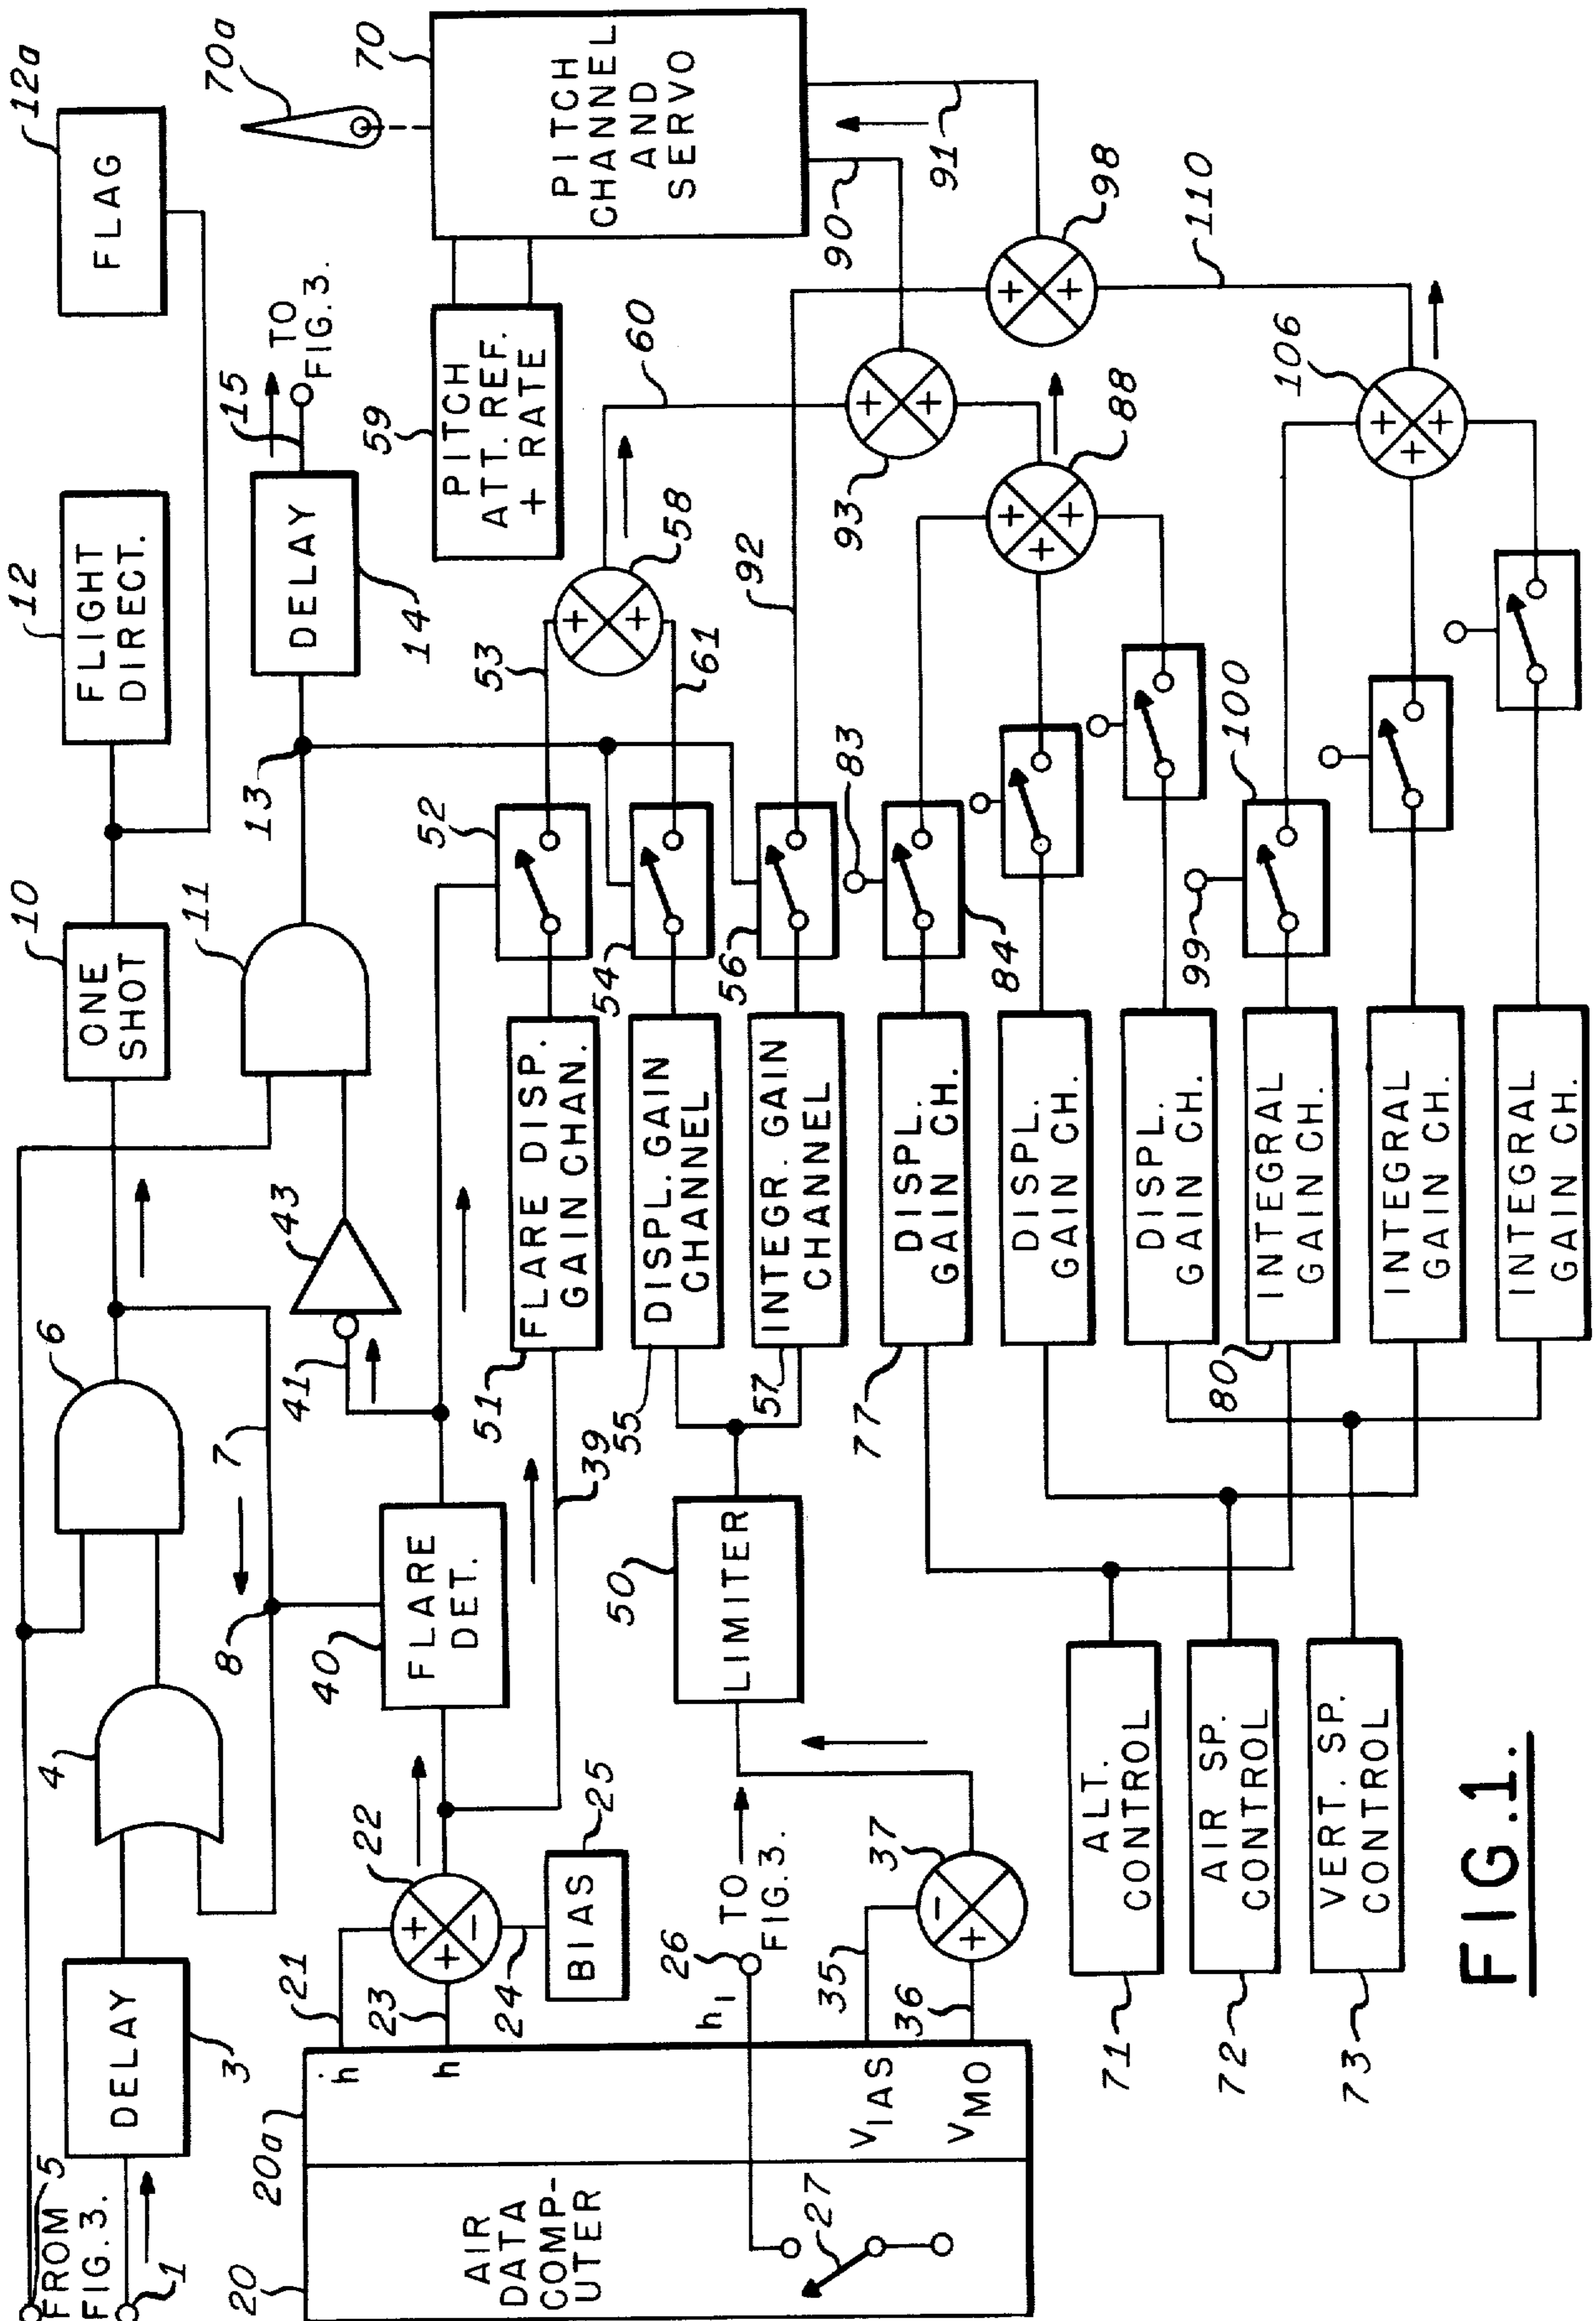 FROM 5
FIG. 3.
1
DELAY
3
4
6
7
8
ONE
SHOT
10
11
FLIGHT
DIRECT.
12
FLAG
12a
13
DELAY
14
15
TO
FIG. 3.
41
43
FLARE
DET.
40
20
20a
AIR
DATA
COMP-
UTER
ḣ
h
21
23
22
24
BIAS
25
39
27
h1
26
TO
FIG. 3.
VIAS
VMO
35
36
37
LIMITER
50
FLARE DISP.
GAIN CHAN.
51
52
53
DISPL. GAIN
CHANNEL
55
54
61
INTEGR. GAIN
CHANNEL
57
56
58
60
PITCH
ATT. REF.
+ RATE
59
PITCH
CHANNEL
AND
SERVO
70
70a
90
91
92
93
98
110
88
106
DISPL.
GAIN CH.
77
83
84
DISPL.
GAIN CH.
DISPL.
GAIN CH.
INTEGRAL
GAIN CH.
80
99
100
INTEGRAL
GAIN CH.
INTEGRAL
GAIN CH.
ALT.
CONTROL
71
AIR SP.
CONTROL
72
VERT. SP.
CONTROL
73
FIG.1.